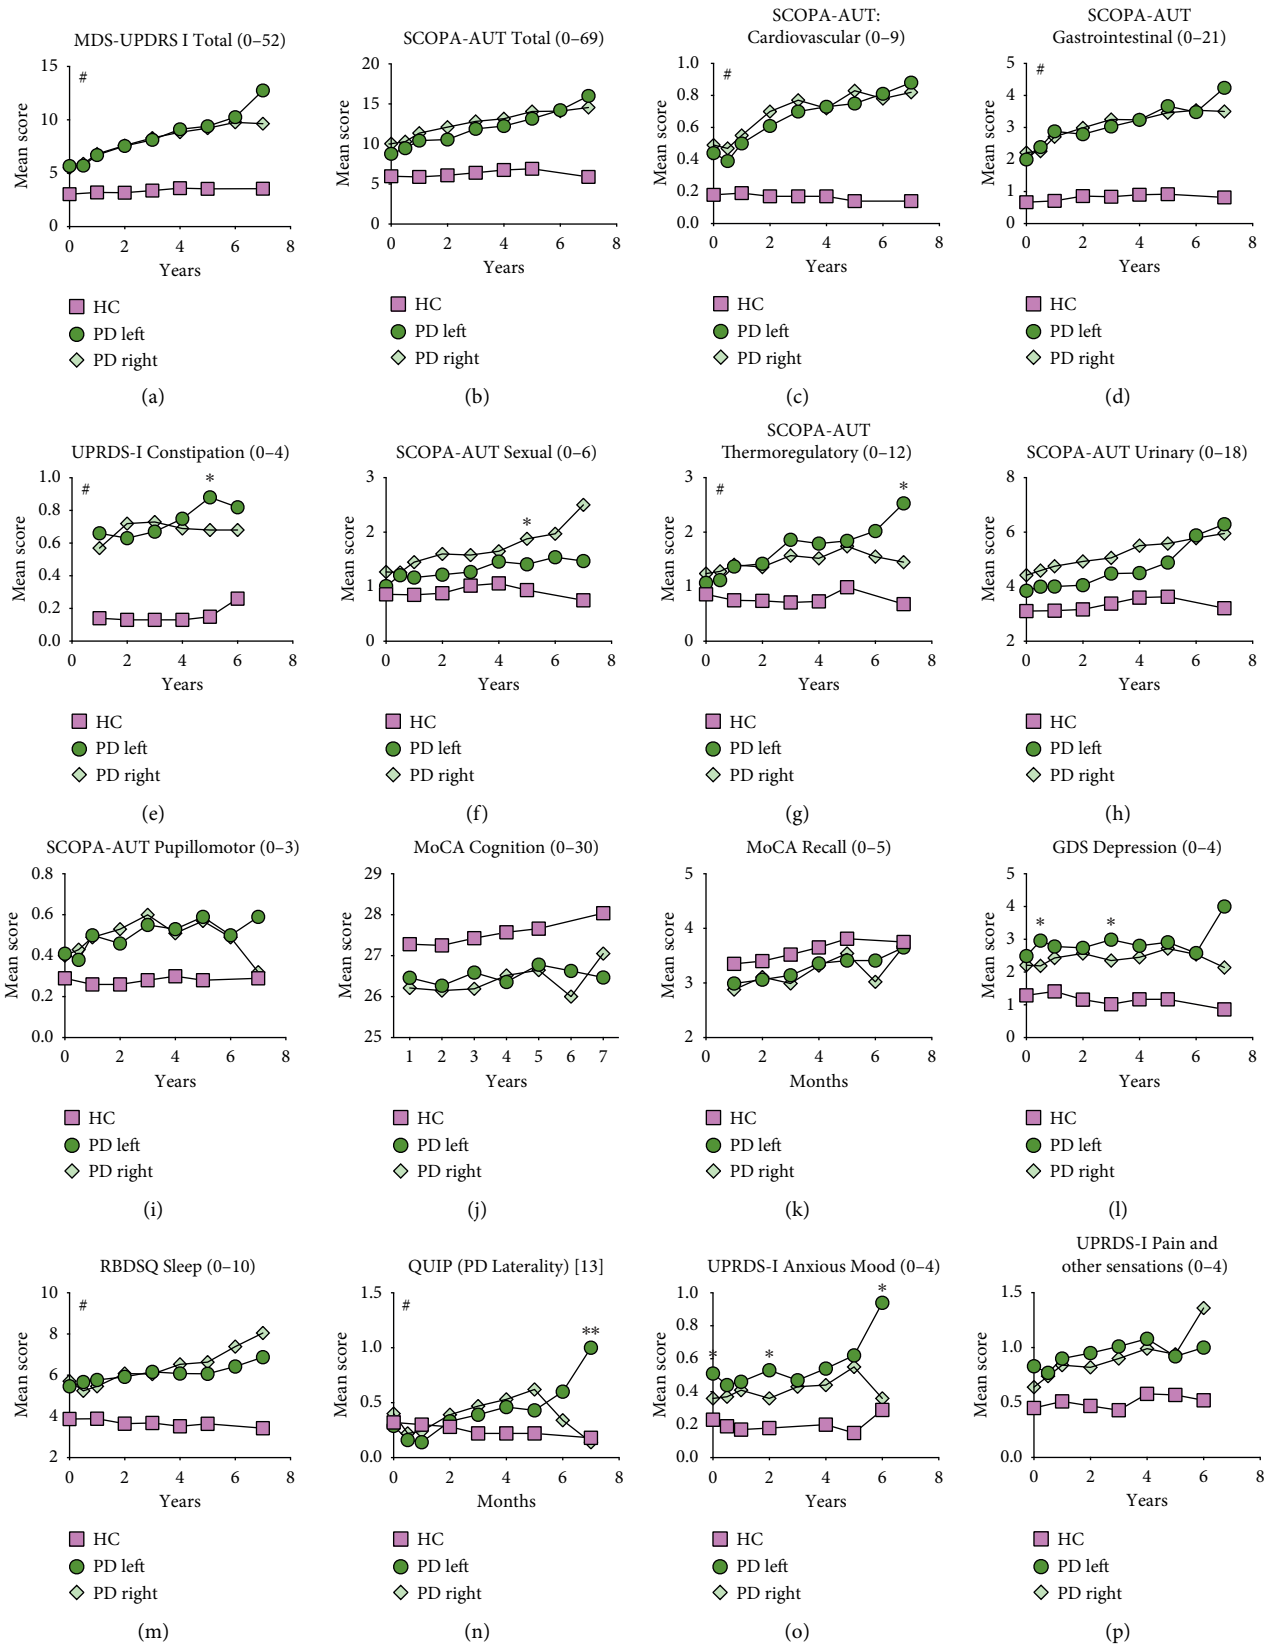 MDS-UPDRS I Total (0–52)
15
10
5
0
#
Mean score
0 2 4 6 8
Years
HC
PD left
PD right
(a)
SCOPA-AUT Total (0–69)
20
15
10
5
0
Mean score
0 2 4 6 8
Years
HC
PD left
PD right
(b)
SCOPA-AUT:
Cardiovascular (0–9)
1.0
0.8
0.6
0.4
0.2
0.0
#
Mean score
0 2 4 6 8
Years
HC
PD left
PD right
(c)
SCOPA-AUT
Gastrointestinal (0–21)
5
4
3
2
1
0
#
Mean score
0 2 4 6 8
Years
HC
PD left
PD right
(d)
UPRDS-I Constipation (0–4)
1.0
0.8
0.6
0.4
0.2
0.0
#
*
Mean score
0 2 4 6 8
Years
HC
PD left
PD right
(e)
SCOPA-AUT Sexual (0–6)
3
2
1
0
*
Mean score
0 2 4 6 8
Years
HC
PD left
PD right
(f)
SCOPA-AUT
Thermoregulatory (0–12)
3
2
1
0
#
*
Mean score
0 2 4 6 8
Years
HC
PD left
PD right
(g)
SCOPA-AUT Urinary (0–18)
8
6
4
2
Mean score
0 2 4 6 8
Years
HC
PD left
PD right
(h)
SCOPA-AUT Pupillomotor (0–3)
0.8
0.6
0.4
0.2
0.0
Mean score
0 2 4 6 8
Years
HC
PD left
PD right
(i)
MoCA Cognition (0–30)
29
28
27
26
25
Mean score
1 2 3 4 5 6 7
Years
HC
PD left
PD right
(j)
MoCA Recall (0–5)
5
4
3
2
Mean score
0 2 4 6 8
Months
HC
PD left
PD right
(k)
GDS Depression (0–4)
5
4
3
2
1
0
* *
Mean score
0 2 4 6 8
Years
HC
PD left
PD right
(l)
RBDSQ Sleep (0–10)
10
8
6
4
2
#
Mean score
0 2 4 6 8
Years
HC
PD left
PD right
(m)
QUIP (PD Laterality) [13]
1.5
1.0
0.5
0.0
#
**
Mean score
0 2 4 6 8
Months
HC
PD left
PD right
(n)
UPRDS-I Anxious Mood (0–4)
1.0
0.8
0.6
0.4
0.2
0.0
* * *
Mean score
0 2 4 6 8
Years
HC
PD left
PD right
(o)
UPRDS-I Pain and
other sensations (0–4)
1.5
1.0
0.5
0.0
Mean score
0 2 4 6 8
Years
HC
PD left
PD right
(p)